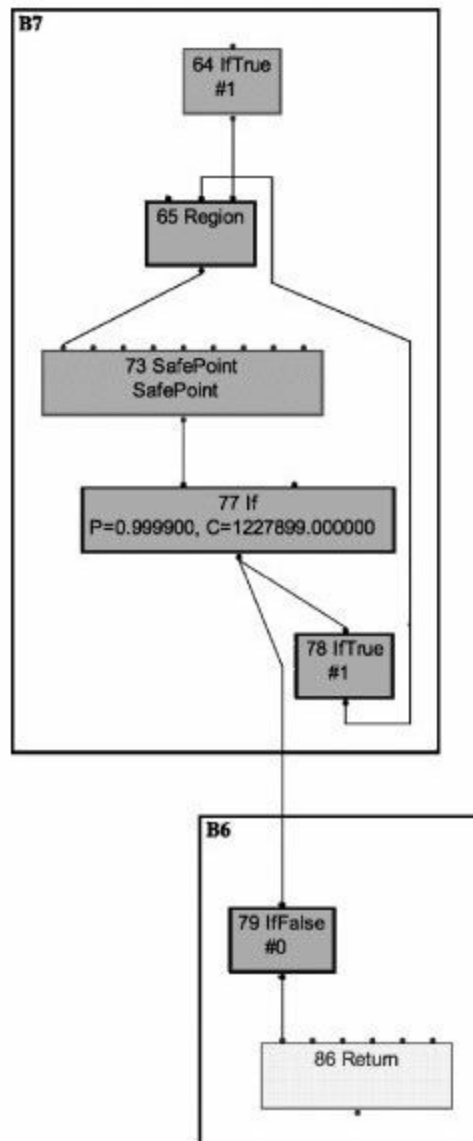 B7
64 IfTrue
#1
65 Region
73 SafePoint
SafePoint
77 If
P=0.999900, C=1227899.000000
78 IfTrue
#1
B6
79 IfFalse
#0
86 Return